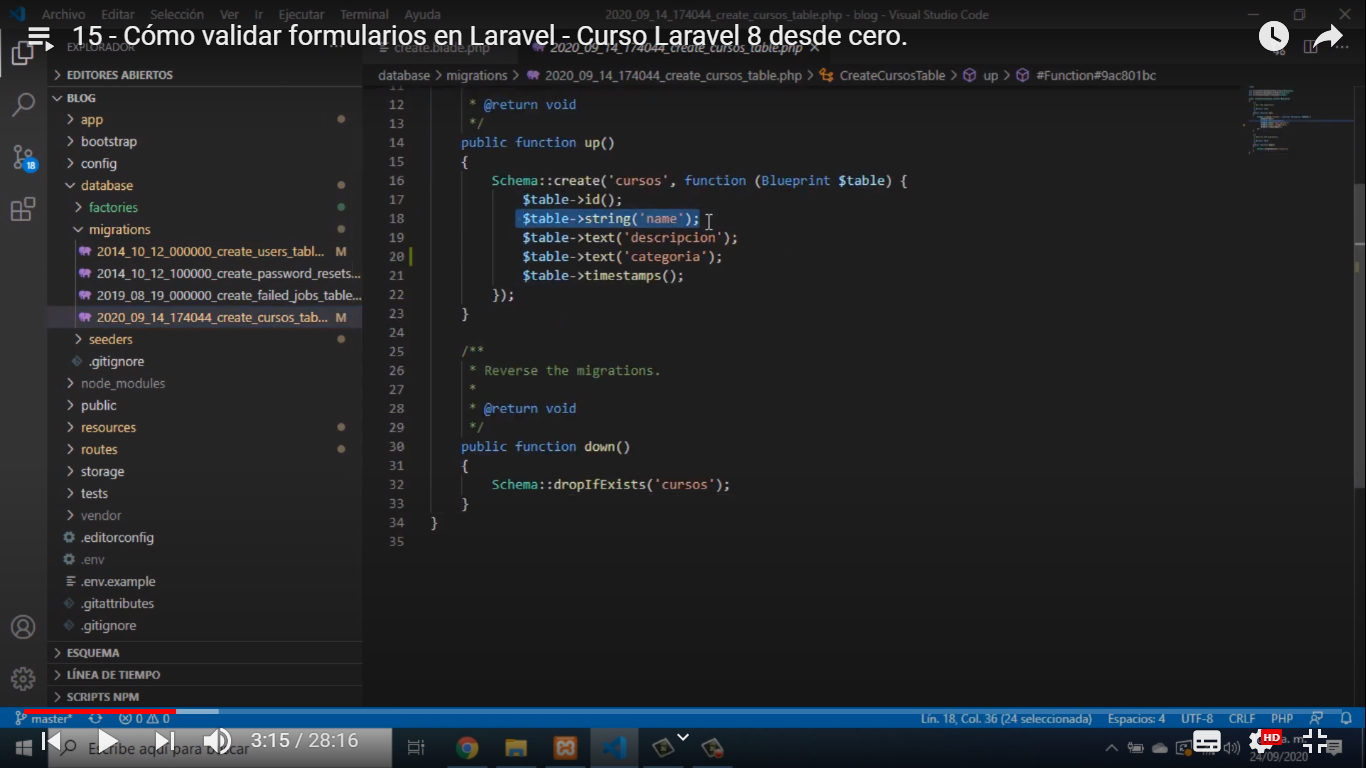 Archivo Editar Selección Ver Ir Ejecutar Terminal Ayuda 2020_09_14_174044_create_cursos_table.php - blog - Visual Studio Code
15 - Cómo validar formularios en Laravel - Curso Laravel 8 desde cero.
EXPLORADOR create.blade.php 2020_09_14_174044_create_cursos_table.php
EDITORES ABIERTOS
database > migrations > 2020_09_14_174044_create_cursos_table.php > CreateCursosTable > up > #Function#9ac801bc
BLOG
app
bootstrap
config
database
factories
migrations
2014_10_12_000000_create_users_tabl... M
2014_10_12_100000_create_password_resets...
2019_08_19_000000_create_failed_jobs_table...
2020_09_14_174044_create_cursos_tab... M
seeders
.gitignore
node_modules
public
resources
routes
storage
tests
vendor
.editorconfig
.env
.env.example
.gitattributes
.gitignore
ESQUEMA
LÍNEA DE TIEMPO
SCRIPTS NPM
18
11
12 * @return void
13 */
14 public function up()
15 {
16 Schema::create('cursos', function (Blueprint $table) {
17 $table->id();
18 $table->string('name');
19 $table->text('descripcion');
20 $table->text('categoria');
21 $table->timestamps();
22 });
23 }
24
25 /**
26 * Reverse the migrations.
27 *
28 * @return void
29 */
30 public function down()
31 {
32 Schema::dropIfExists('cursos');
33 }
34 }
35
master* 0 0 Lín. 18, Col. 36 (24 seleccionada) Espacios: 4 UTF-8 CRLF PHP
Escribe aquí para buscar
3:15 / 28:16
HD
a. m.
24/09/2020